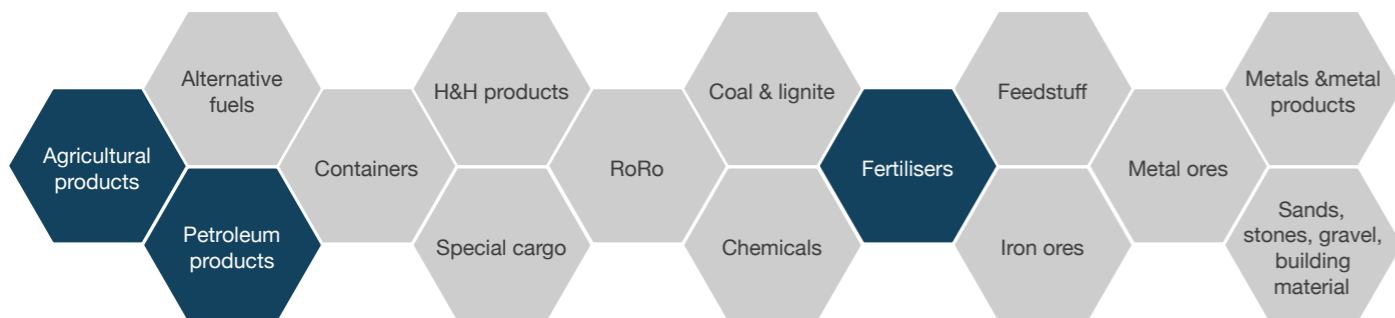 Agricultural
products
Alternative
fuels
Petroleum
products
Containers
H&H products
Special cargo
RoRo
Coal & lignite
Chemicals
Fertilisers
Feedstuff
Iron ores
Metal ores
Metals &metal
products
Sands,
stones, gravel,
building
material